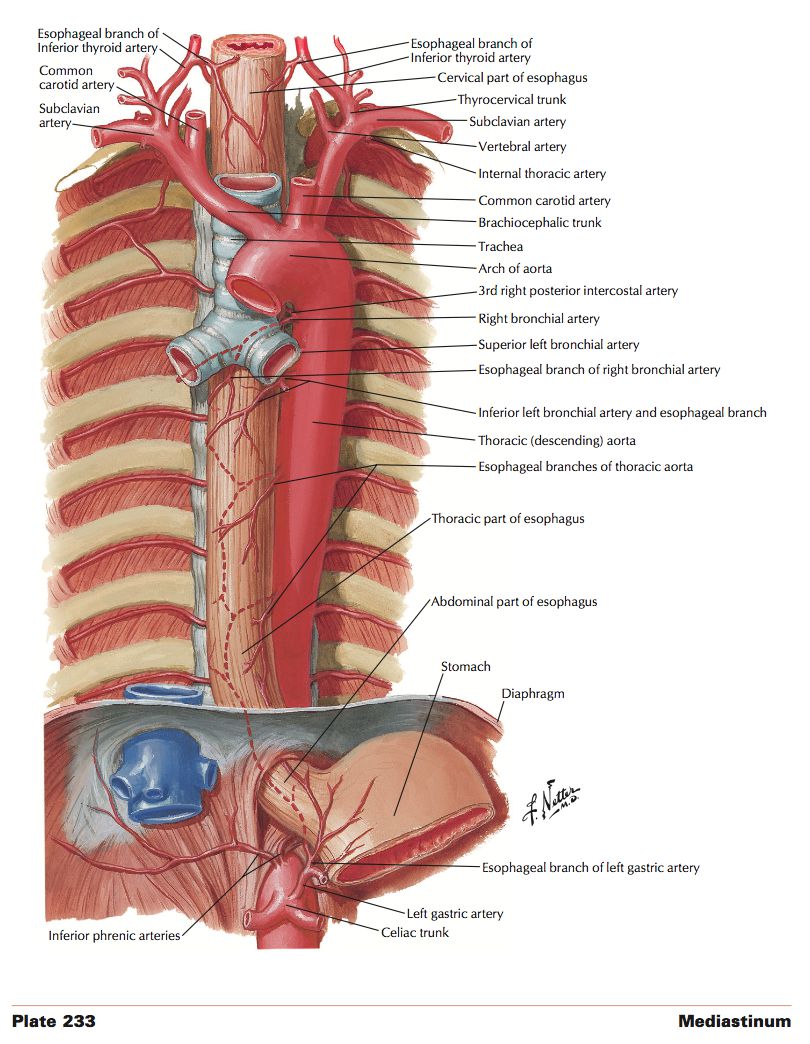 Esophageal branch of
Inferior thyroid artery
Common
carotid artery
Subclavian
artery
Esophageal branch of
Inferior thyroid artery
Cervical part of esophagus
Thyrocervical trunk
Subclavian artery
Vertebral artery
Internal thoracic artery
Common carotid artery
Brachiocephalic trunk
Trachea
Arch of aorta
3rd right posterior intercostal artery
Right bronchial artery
Superior left bronchial artery
Esophageal branch of right bronchial artery
Inferior left bronchial artery and esophageal branch
Thoracic (descending) aorta
Esophageal branches of thoracic aorta
Thoracic part of esophagus
Abdominal part of esophagus
Stomach
Diaphragm
F. Netter
M.D.
Esophageal branch of left gastric artery
Left gastric artery
Celiac trunk
Inferior phrenic arteries
Plate 233
Mediastinum